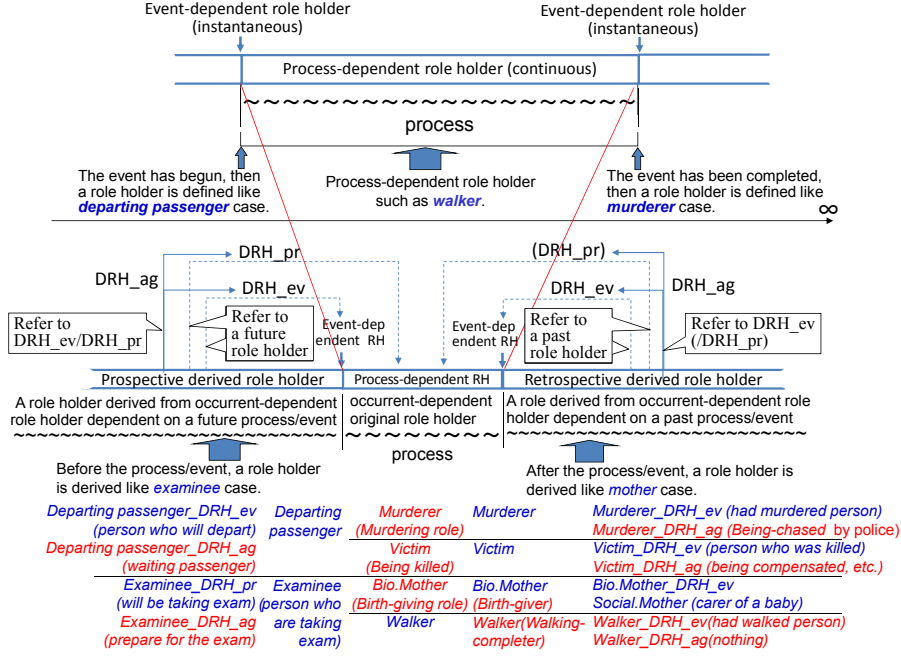 Event-dependent role holder
(instantaneous)
Event-dependent role holder
(instantaneous)
Process-dependent role holder (continuous)
process
The event has begun, then
a role holder is defined like
departing passenger case.
Process-dependent role holder
such as walker.
The event has been completed,
then a role holder is defined like
murderer case.
∞
DRH_pr
(DRH_pr)
DRH_ag
DRH_ev
DRH_ev
DRH_ag
Refer to
DRH_ev/DRH_pr
Refer to
a future
role holder
Event-dep
endent RH
Event-dep
endent RH
Refer to
a past
role holder
Refer to DRH_ev
(/DRH_pr)
Prospective derived role holder
Process-dependent RH
Retrospective derived role holder
A role holder derived from occurrent-dependent
role holder dependent on a future process/event
occurrent-dependent
original role holder
A role derived from occurrent-dependent role
holder dependent on a past process/event
process
Before the process/event, a role holder
is derived like examinee case.
After the process/event, a role holder is
derived like mother case.
Departing passenger_DRH_ev
(person who will depart)
Departing
passenger
Murderer
(Murdering role)
Murderer
Murderer_DRH_ev (had murdered person)
Murderer_DRH_ag (Being-chased by police)
Departing passenger_DRH_ag
(waiting passenger)
Victim
(Being killed)
Victim
Victim_DRH_ev (person who was killed)
Victim_DRH_ag (being compensated, etc.)
Examinee_DRH_pr
(will be taking exam)
Examinee_DRH_ag
(prepare for the exam)
Examinee
(person who
are taking
exam)
Bio.Mother
(Birth-giving role)
Bio.Mother
(Birth-giver)
Bio.Mother_DRH_ev
Social.Mother (carer of a baby)
Walker
Walker(Walking-
completer)
Walker_DRH_ev(had walked person)
Walker_DRH_ag(nothing)